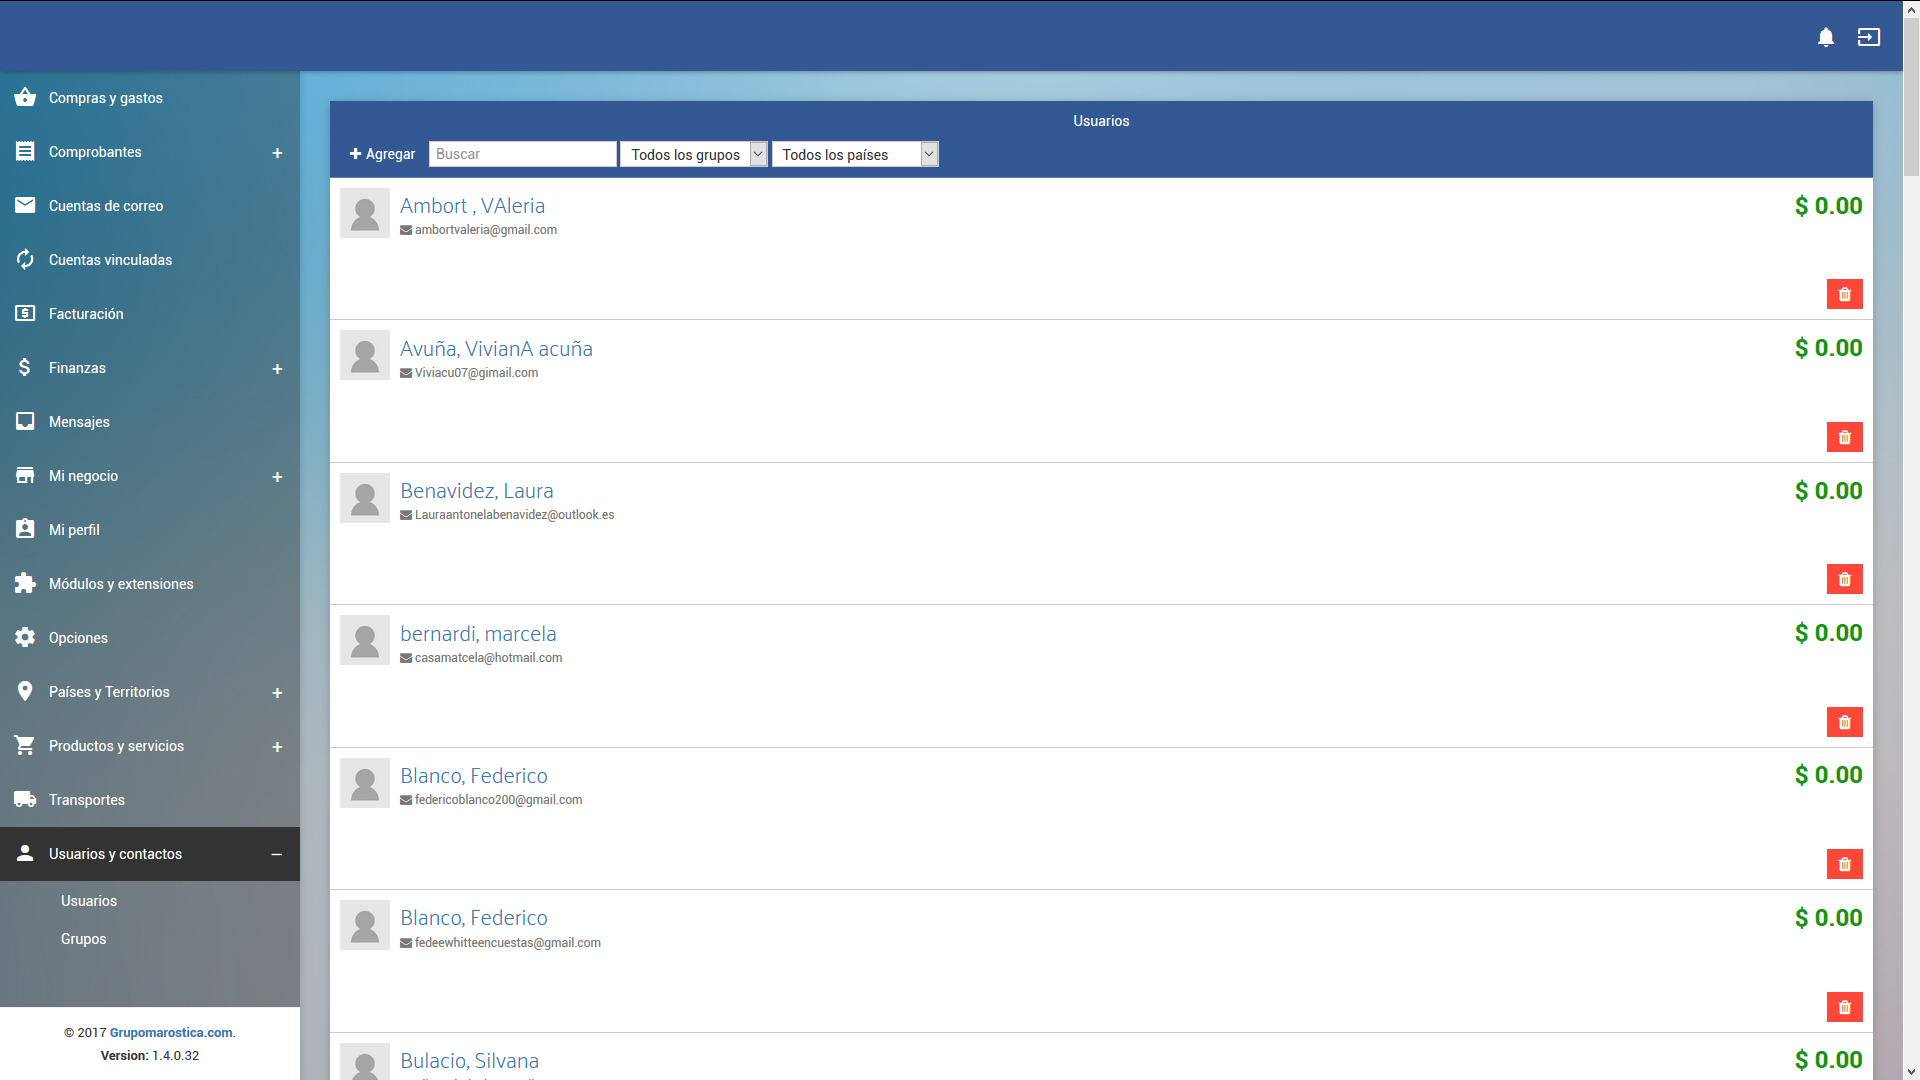 Compras y gastos
Comprobantes
Cuentas de correo
Cuentas vinculadas
Facturación
Finanzas
Mensajes
Mi negocio
Mi perfil
Módulos y extensiones
Opciones
Países y Territorios
Productos y servicios
Transportes
Usuarios y contactos
Usuarios
Grupos
© 2017 Grupomarostica.com.
Version: 1.4.0.32
Usuarios
Agregar Buscar Todos los grupos Todos los países
Ambort , VAleria $ 0.00
ambortvaleria@gmail.com
Avuña, VivianA acuña $ 0.00
Viviacu07@gimail.com
Benavidez, Laura $ 0.00
Lauraantonelabenavidez@outlook.es
bernardi, marcela $ 0.00
casamatcela@hotmail.com
Blanco, Federico $ 0.00
federicoblanco200@gmail.com
Blanco, Federico $ 0.00
fedeewhitteencuestas@gmail.com
Bulacio, Silvana $ 0.00